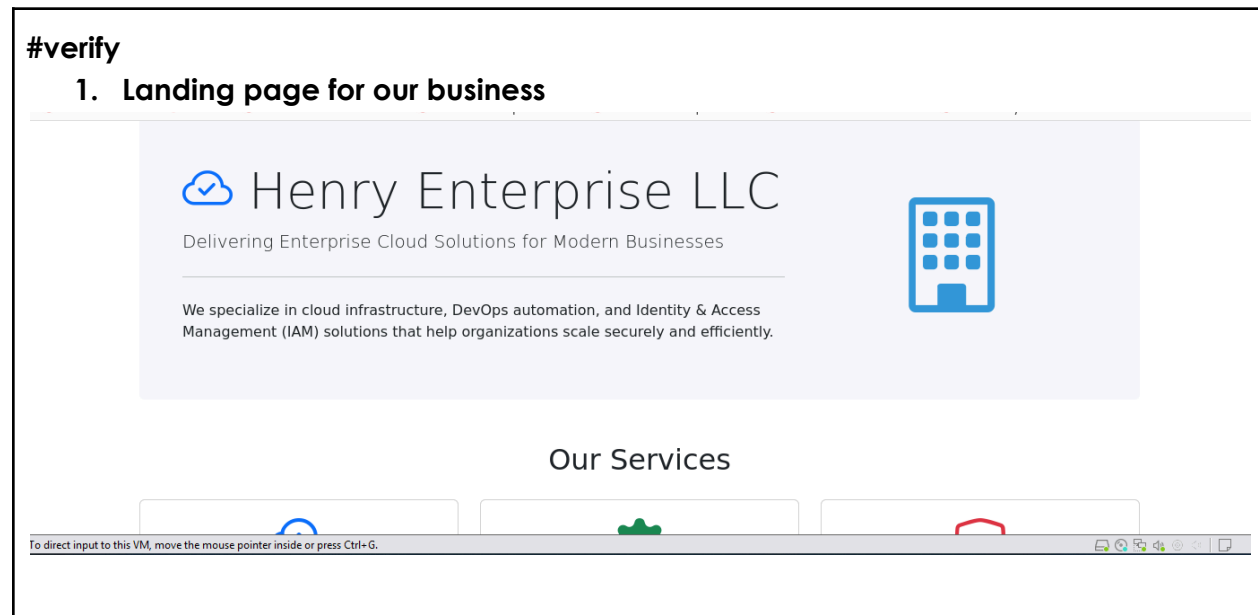 #verify
1. Landing page for our business
Henry Enterprise LLC
Delivering Enterprise Cloud Solutions for Modern Businesses
We specialize in cloud infrastructure, DevOps automation, and Identity & Access
Management (IAM) solutions that help organizations scale securely and efficiently.
Our Services
To direct input to this VM, move the mouse pointer inside or press Ctrl+G.